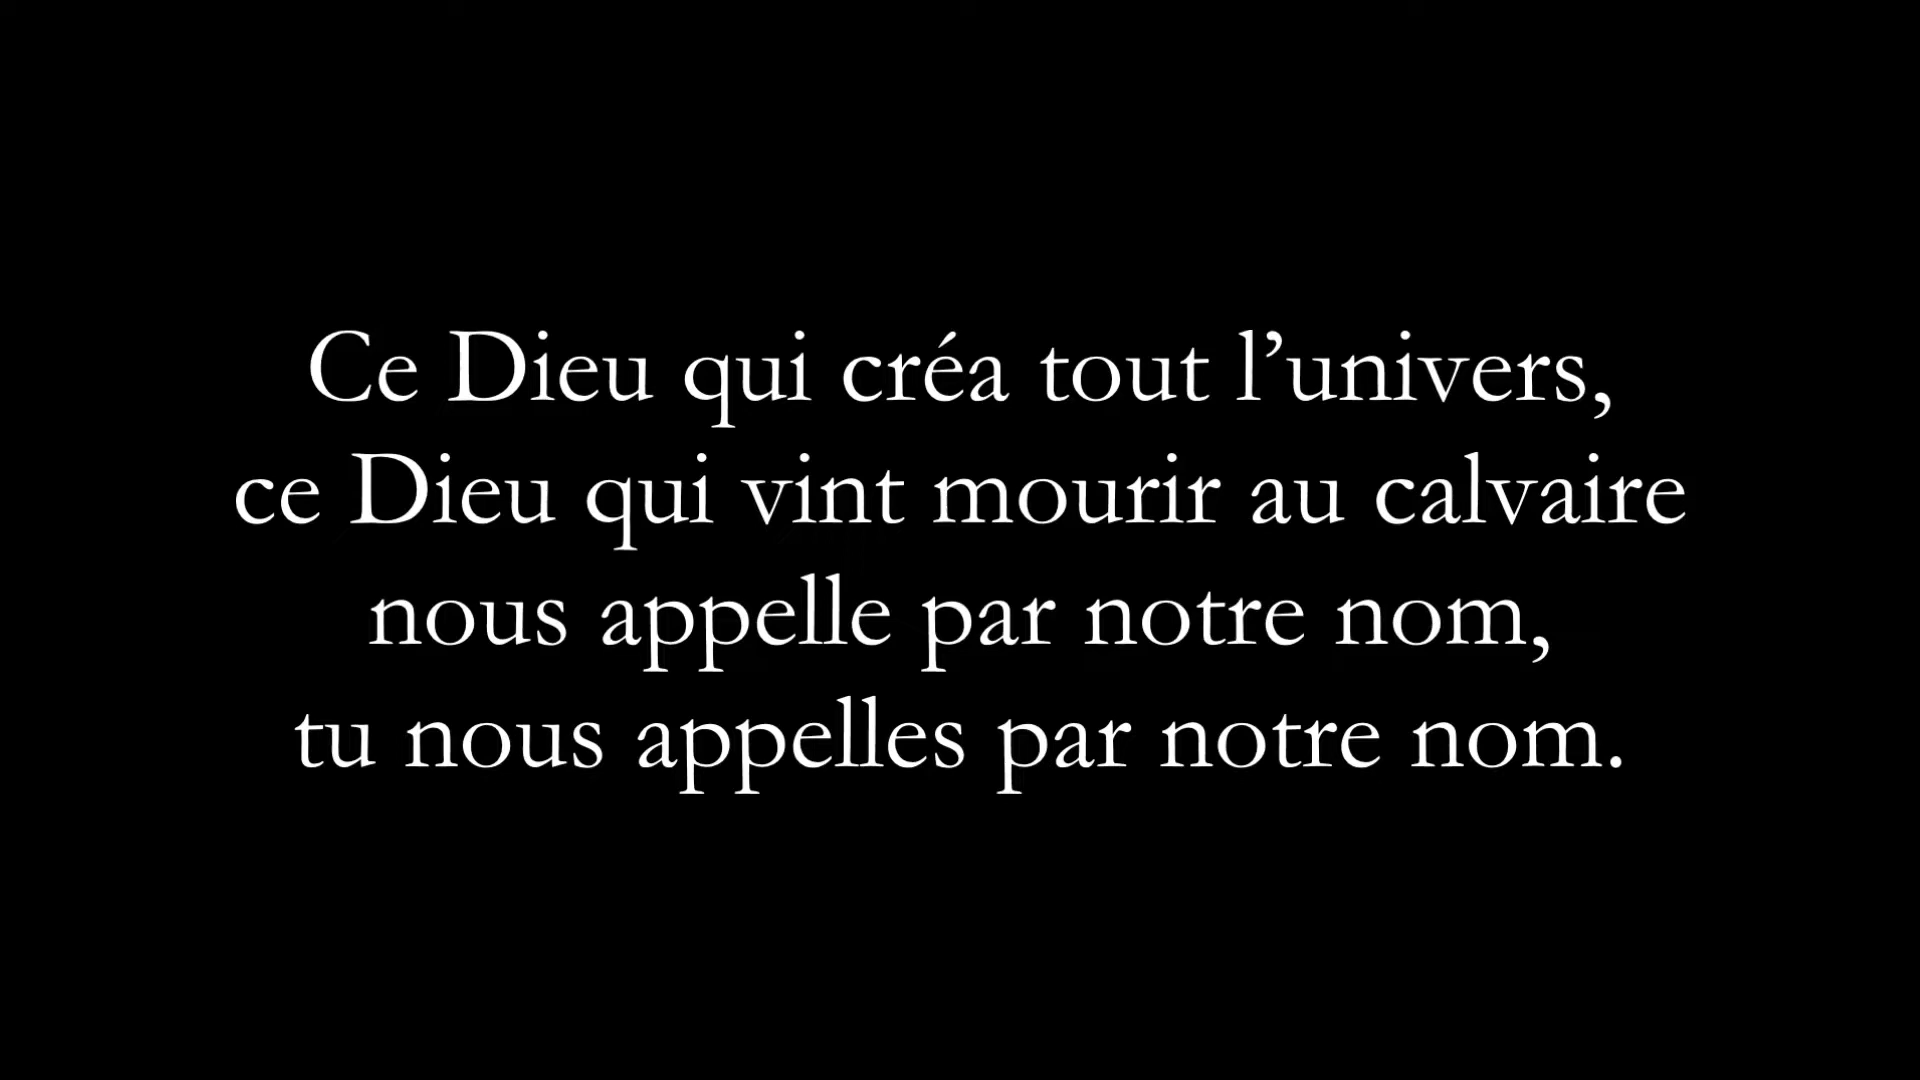 Ce Dieu qui créa tout l’univers,
ce Dieu qui vint mourir au calvaire
nous appelle par notre nom,
tu nous appelles par notre nom.